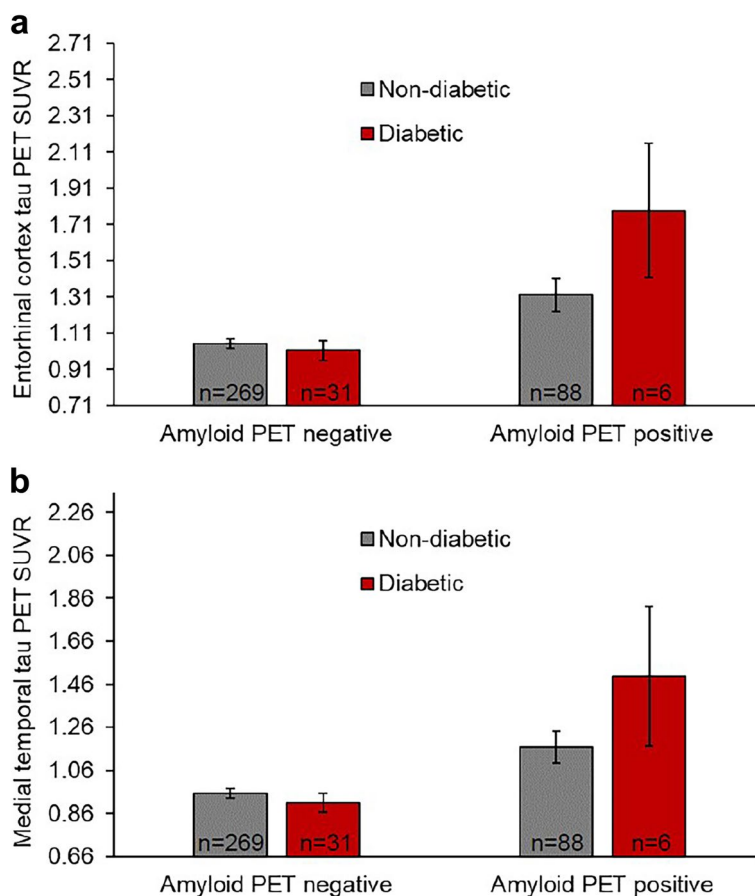 a
Entorhinal cortex tau PET SUVR
2.71
2.51
2.31
2.11
1.91
1.71
1.51
1.31
1.11
0.91
0.71
Non-diabetic
Diabetic
n=269
n=31
n=88
n=6
Amyloid PET negative
Amyloid PET positive
b
Medial temporal tau PET SUVR
2.26
2.06
1.86
1.66
1.46
1.26
1.06
0.86
0.66
Non-diabetic
Diabetic
n=269
n=31
n=88
n=6
Amyloid PET negative
Amyloid PET positive